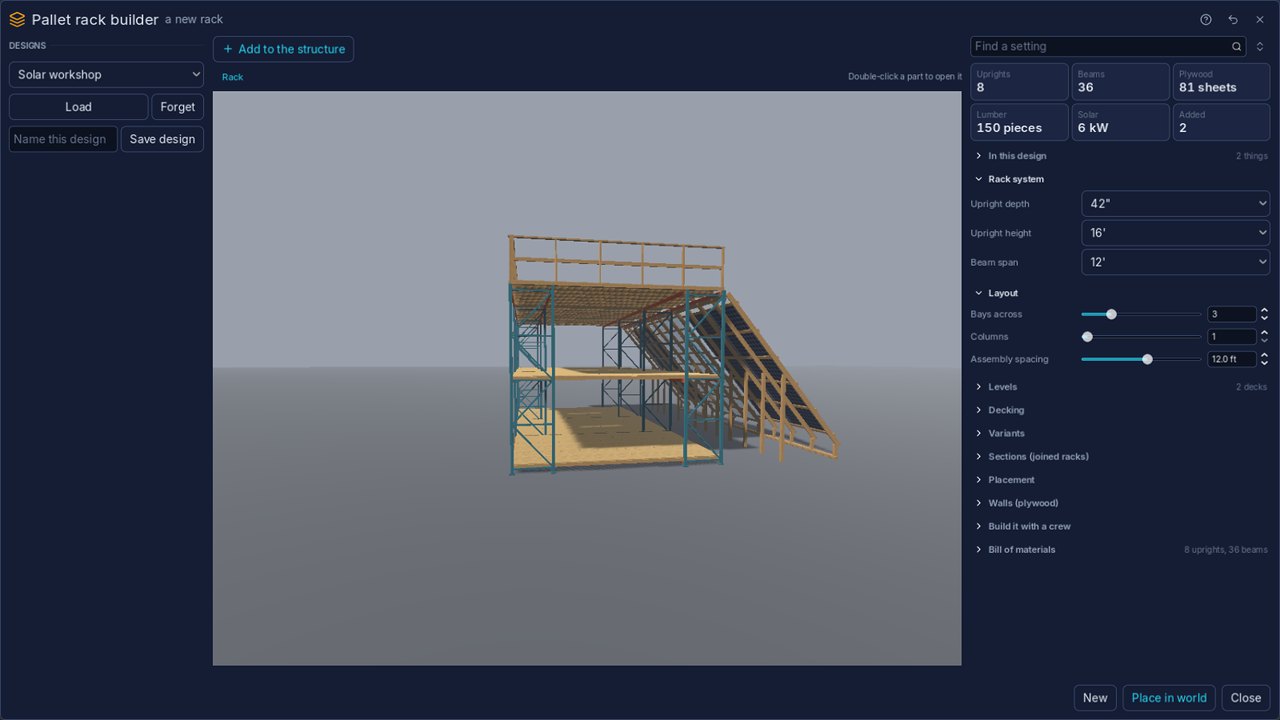 Pallet rack builder a new rack
DESIGNS
Solar workshop
Load Forget
Name this design Save design
+ Add to the structure
Rack Double-click a part to open it
Find a setting
Uprights Beams Plywood
8 36 81 sheets
Lumber Solar Added
150 pieces 6 kW 2
In this design 2 things
Rack system
Upright depth 42"
Upright height 16'
Beam span 12'
Layout
Bays across 3
Columns 1
Assembly spacing 12.0 ft
Levels 2 decks
Decking
Variants
Sections (joined racks)
Placement
Walls (plywood)
Build it with a crew
Bill of materials 8 uprights, 36 beams
New Place in world Close